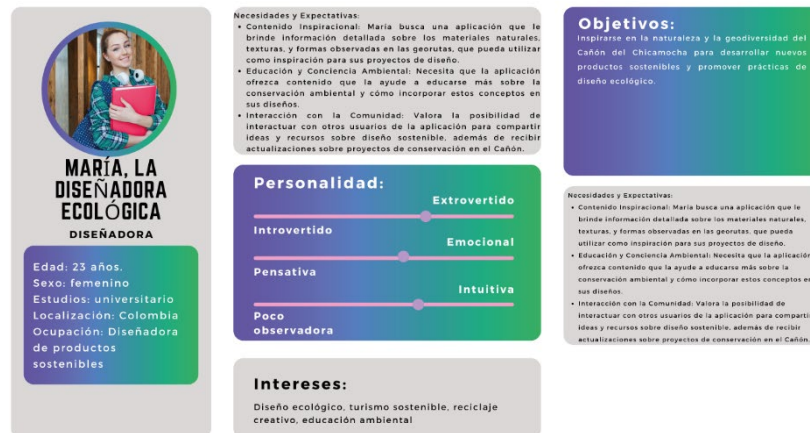 MARÍA, LA
DISEÑADORA
ECOLÓGICA
DISEÑADORA
Edad: 23 años.
Sexo: femenino
Estudios: universitario
Localización: Colombia
Ocupación: Diseñadora
de productos
sostenibles
Necesidades y Expectativas:
• Contenido Inspiracional: María busca una aplicación que le
brinde información detallada sobre los materiales naturales,
texturas, y formas observadas en las georutas, que pueda utilizar
como inspiración para sus proyectos de diseño.
• Educación y Conciencia Ambiental: Necesita que la aplicación
ofrezca contenido que la ayude a educarse más sobre la
conservación ambiental y cómo incorporar estos conceptos en
sus diseños.
• Interacción con la Comunidad: Valora la posibilidad de
interactuar con otros usuarios de la aplicación para compartir
ideas y recursos sobre diseño sostenible, además de recibir
actualizaciones sobre proyectos de conservación en el Cañón.
Personalidad:
Extrovertido
Introvertido
Emocional
Pensativa
Intuitiva
Poco
observadora
Intereses:
Diseño ecológico, turismo sostenible, reciclaje
creativo, educación ambiental
Objetivos:
Inspirarse en la naturaleza y la geodiversidad del
Cañón del Chicamocha para desarrollar nuevos
productos sostenibles y promover prácticas de
diseño ecológico.
Necesidades y Expectativas:
• Contenido Inspiracional: María busca una aplicación que le
brinde información detallada sobre los materiales naturales,
texturas, y formas observadas en las georutas, que pueda
utilizar como inspiración para sus proyectos de diseño.
• Educación y Conciencia Ambiental: Necesita que la aplicación
ofrezca contenido que la ayude a educarse más sobre la
conservación ambiental y cómo incorporar estos conceptos en
sus diseños.
• Interacción con la Comunidad: Valora la posibilidad de
interactuar con otros usuarios de la aplicación para compartir
ideas y recursos sobre diseño sostenible, además de recibir
actualizaciones sobre proyectos de conservación en el Cañón.